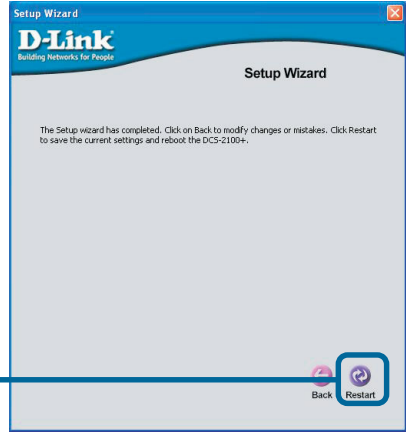 Setup Wizard
D-Link
Building Networks for People
Setup Wizard
The Setup wizard has completed. Click on Back to modify changes or mistakes. Click Restart
to save the current settings and reboot the DCS-2100+.
Back Restart